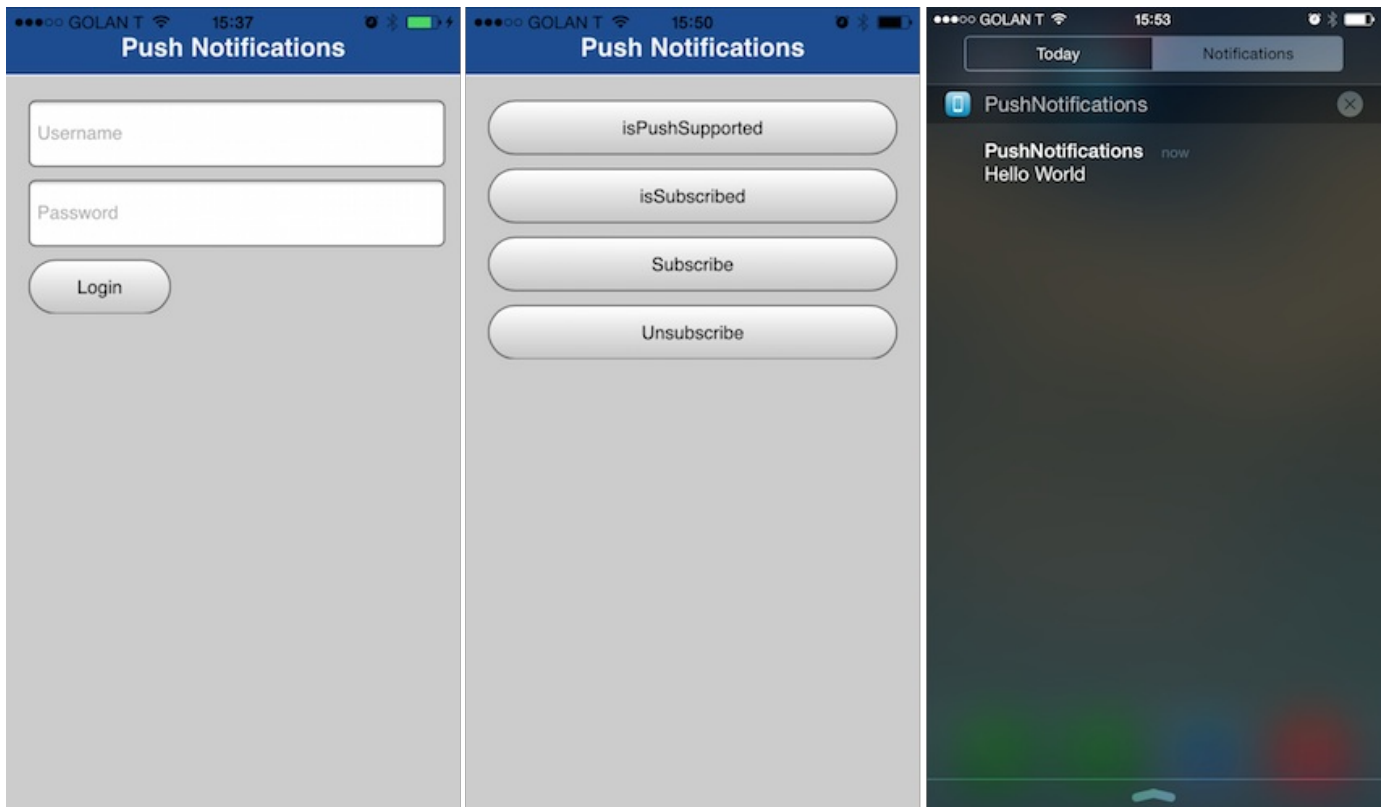 ●●●○○ GOLAN T 15:37
Push Notifications
Username
Password
Login
●●●○○ GOLAN T 15:50
Push Notifications
isPushSupported
isSubscribed
Subscribe
Unsubscribe
●●●○○ GOLAN T 15:53
Today Notifications
PushNotifications
PushNotifications now
Hello World